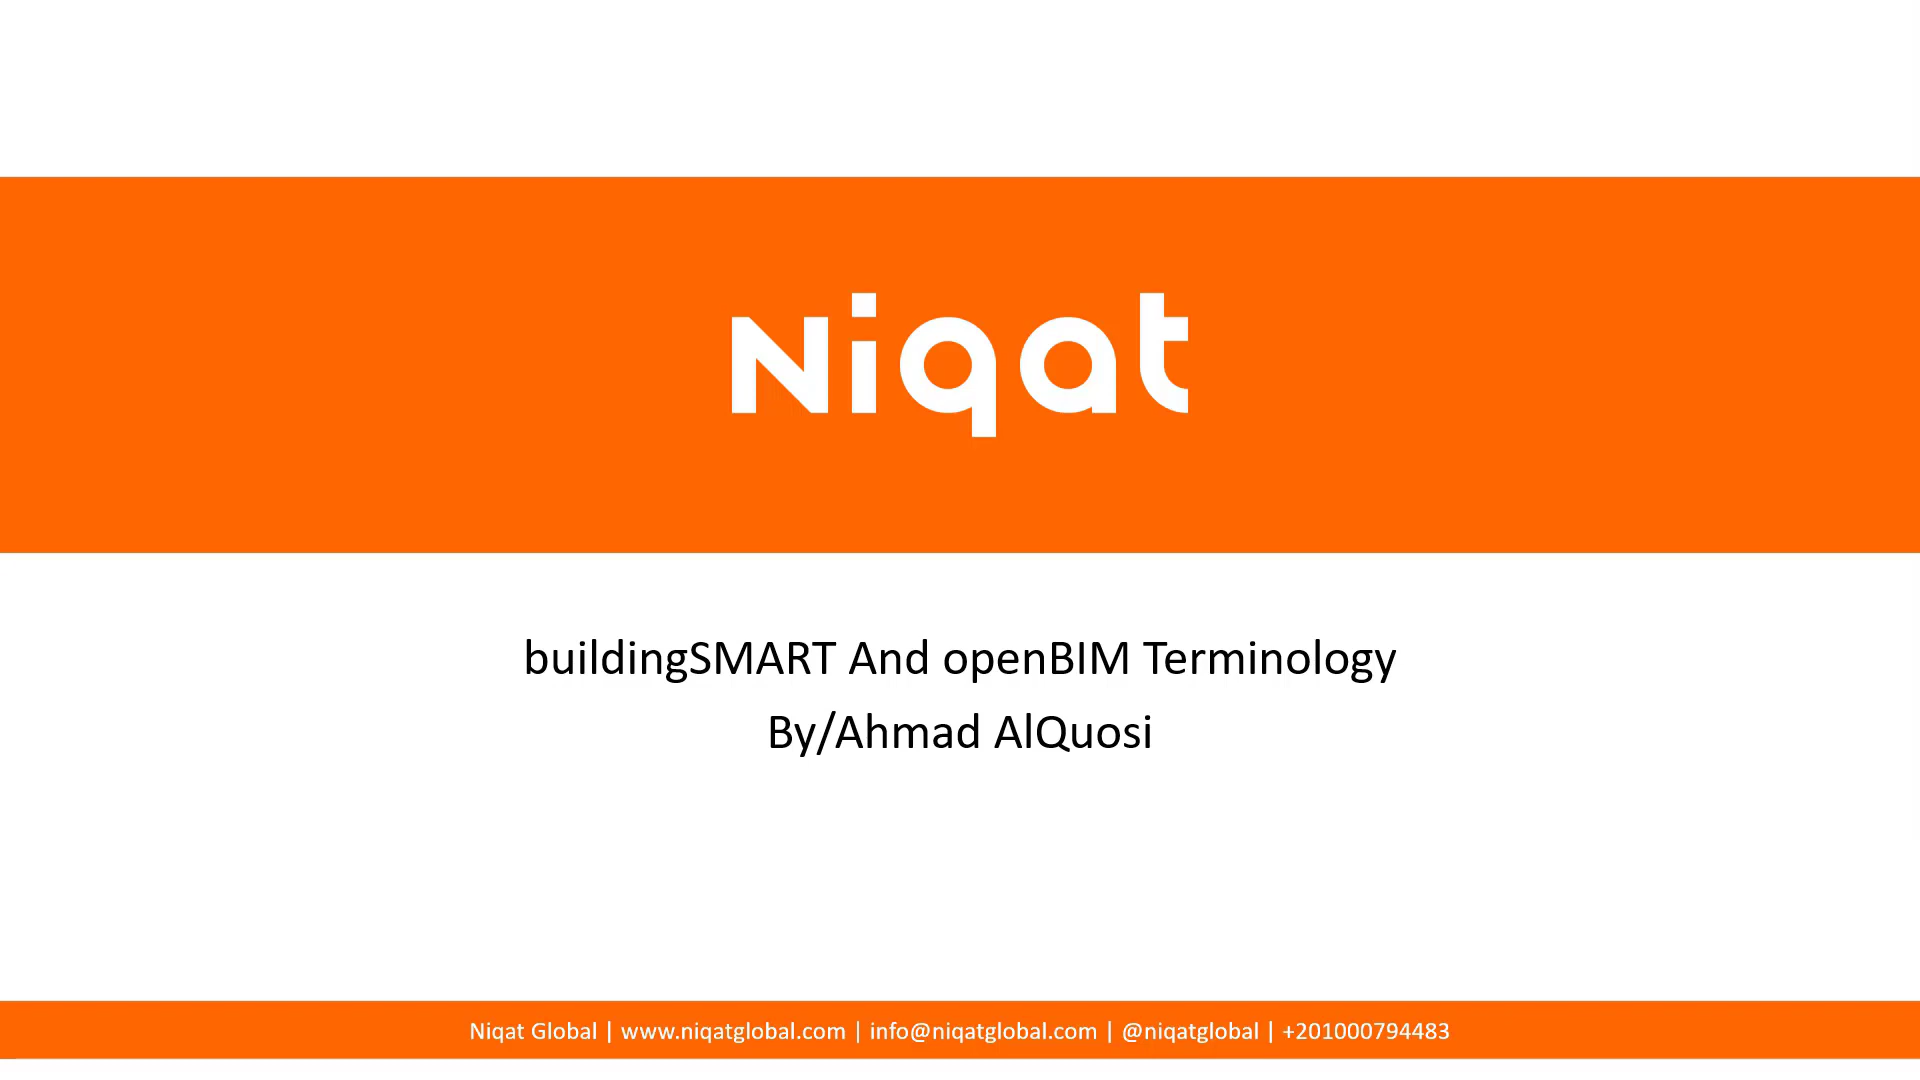 Niqat
buildingSMART And openBIM Terminology
By/Ahmad AlQuosi
Niqat Global | www.niqatglobal.com | info@niqatglobal.com | @niqatglobal | +201000794483